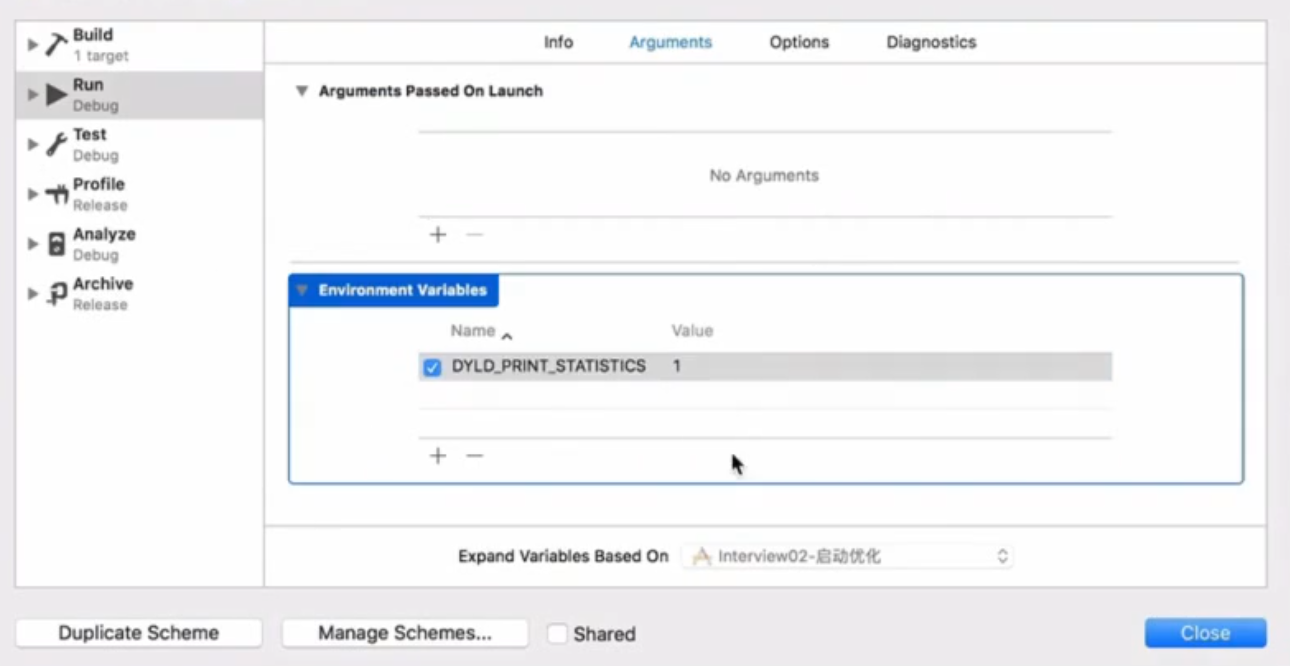 Build
1 target
Run
Debug
Test
Debug
Profile
Release
Analyze
Debug
Archive
Release
Info Arguments Options Diagnostics
Arguments Passed On Launch
No Arguments
Environment Variables
Name Value
DYLD_PRINT_STATISTICS 1
Expand Variables Based On Interview02-启动优化
Duplicate Scheme Manage Schemes... Shared Close